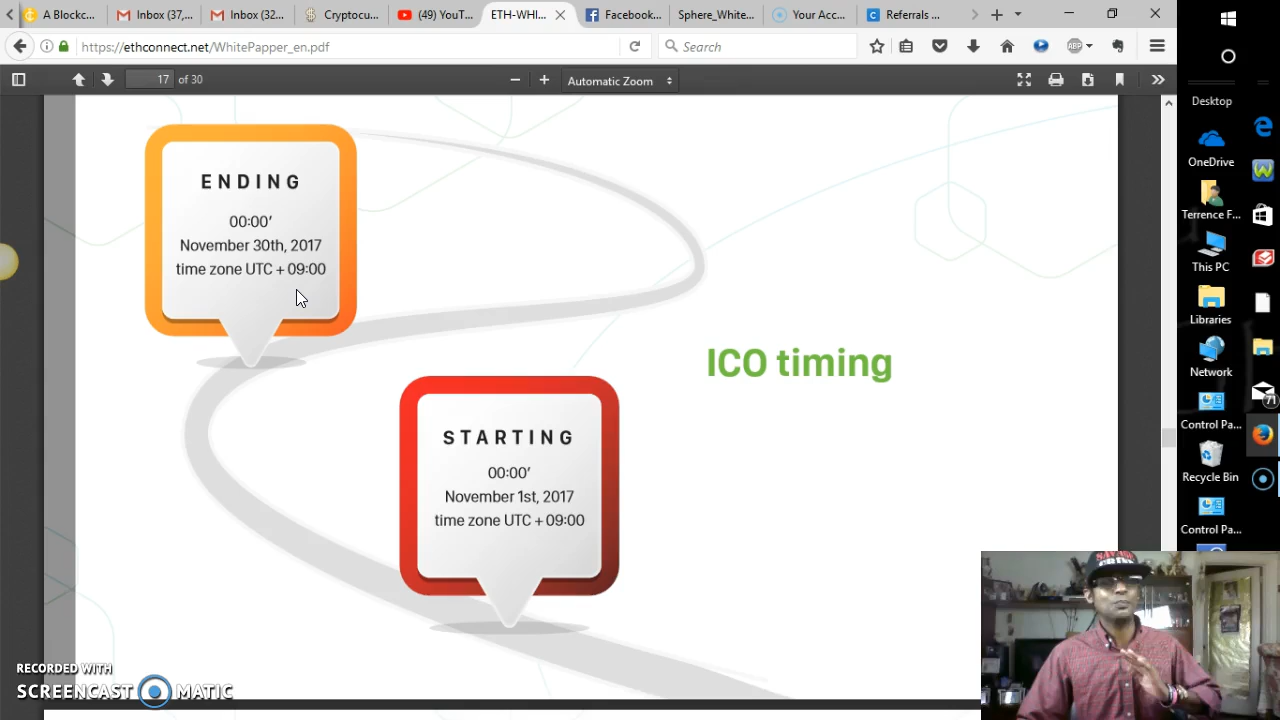 A Blockc...
Inbox (37,...
Inbox (32...
Cryptocu...
(49) YouT...
ETH-WHI...
Facebook...
Sphere_White...
Your Acc...
Referrals ...
https://ethconnect.net/WhitePapper_en.pdf
Search
ABP
17 of 30
Automatic Zoom
ENDING
00:00′
November 30th, 2017
time zone UTC + 09:00
ICO timing
STARTING
00:00′
November 1st, 2017
time zone UTC + 09:00
RECORDED WITH
SCREENCAST MATIC
Desktop
OneDrive
Terrence F...
This PC
Libraries
Network
71
Control Pa...
Recycle Bin
Control Pa...